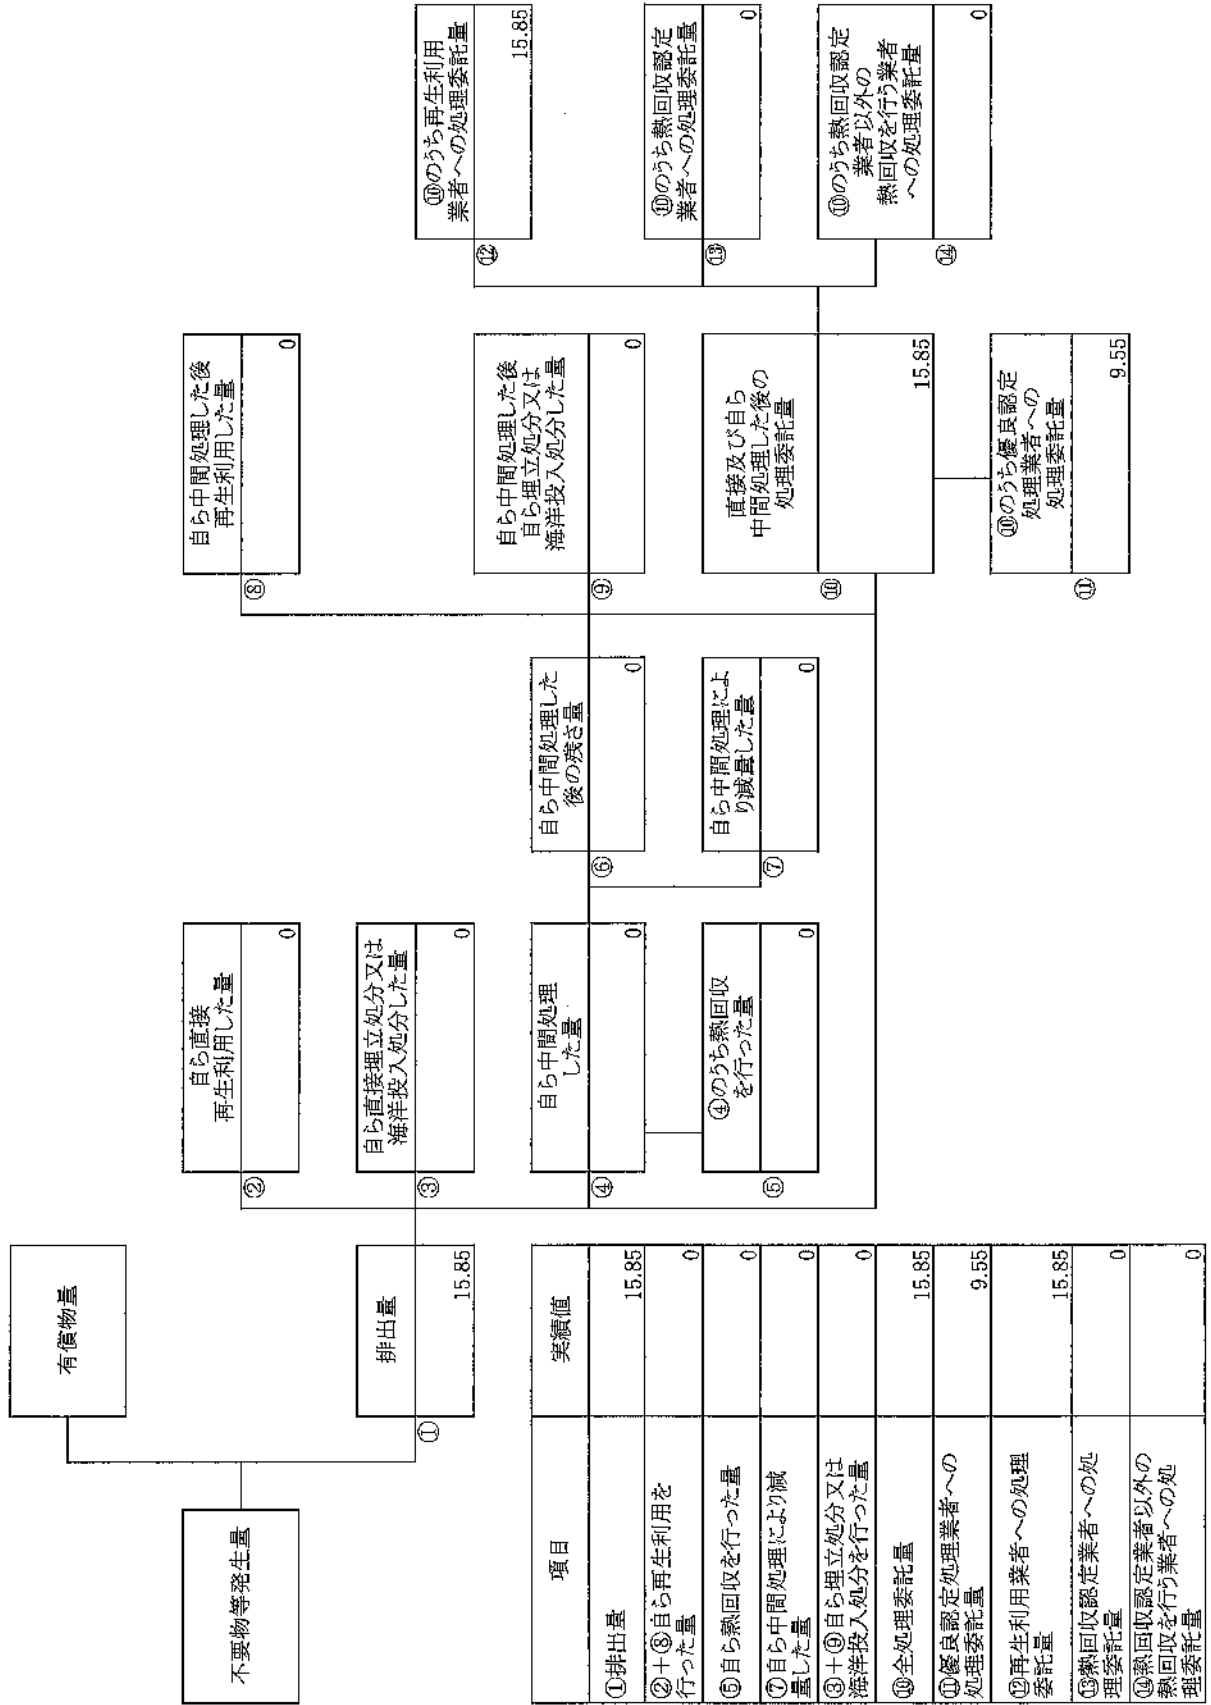 不要物等発生量
有償物量
①
排出量
15.85
②
自ら直接
再生利用した量
0
③
自ら直接埋立処分又は
海洋投入処分した量
0
④
自ら中間処理
した量
0
⑤
④のうち熱回収
を行った量
0
⑥
自ら中間処理した
後の残さ量
0
⑦
自ら中間処理によ
り減量した量
0
⑧
自ら中間処理した後
再生利用した量
0
⑨
自ら中間処理した後
自ら埋立処分又は
海洋投入処分した量
0
⑩
直接及び自ら
中間処理した後の
処理委託量
15.85
⑪
⑩のうち優良認定
処理業者への
処理委託量
9.55
⑫
⑩のうち再生利用
業者への処理委託量
15.85
⑬
⑩のうち熱回収認定
業者への処理委託量
0
⑭
⑩のうち熱回収認定
業者以外の
熱回収を行う業者
への処理委託量
0
項目
実績値
①排出量
15.85
②+⑧自ら再生利用を
行った量
0
⑤自ら熱回収を行った量
0
⑦自ら中間処理により減
量した量
0
③+⑨自ら埋立処分又は
海洋投入処分を行った量
0
⑩全処理委託量
15.85
⑪優良認定処理業者への
処理委託量
9.55
⑫再生利用業者への処理
委託量
15.85
⑬熱回収認定業者への処
理委託量
0
⑭熱回収認定業者以外の
熱回収を行う業者への処
理委託量
0